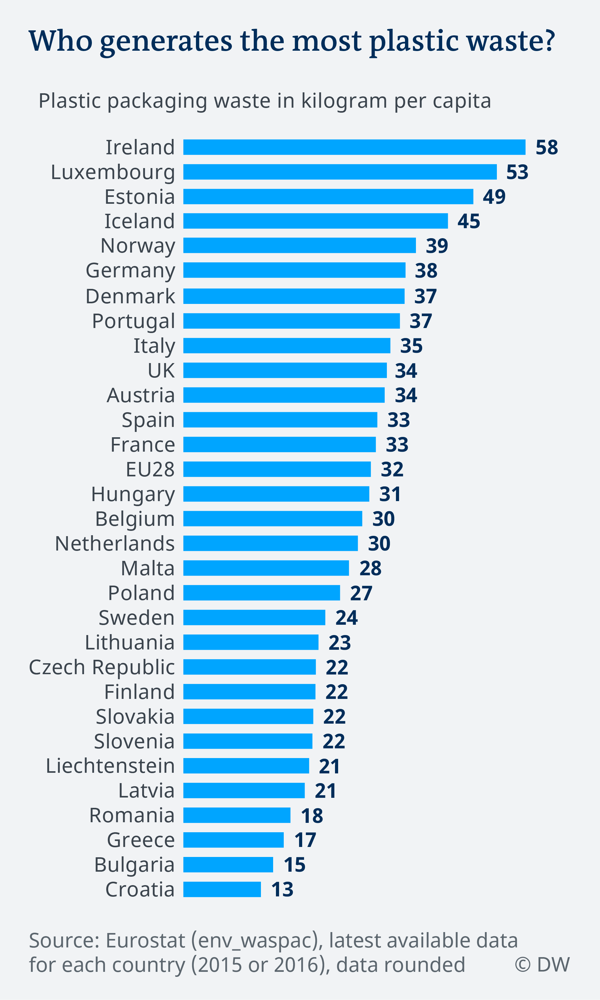 Who generates the most plastic waste?
Plastic packaging waste in kilogram per capita
Ireland 58
Luxembourg 53
Estonia 49
Iceland 45
Norway 39
Germany 38
Denmark 37
Portugal 37
Italy 35
UK 34
Austria 34
Spain 33
France 33
EU28 32
Hungary 31
Belgium 30
Netherlands 30
Malta 28
Poland 27
Sweden 24
Lithuania 23
Czech Republic 22
Finland 22
Slovakia 22
Slovenia 22
Liechtenstein 21
Latvia 21
Romania 18
Greece 17
Bulgaria 15
Croatia 13
Source: Eurostat (env_waspac), latest available data
for each country (2015 or 2016), data rounded © DW